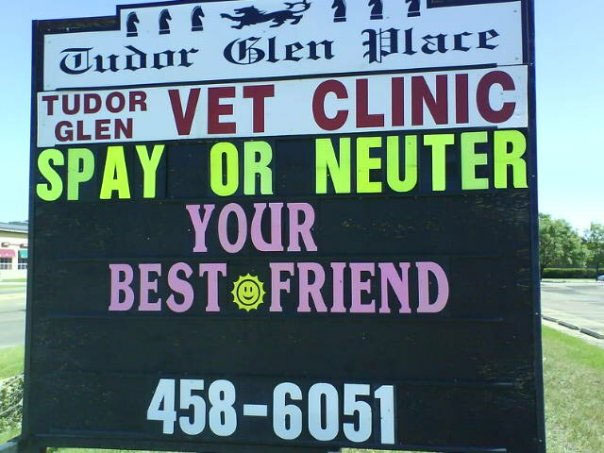 Tudor Glen Place
TUDOR GLEN VET CLINIC
SPAY OR NEUTER
YOUR
BEST FRIEND
458-6051